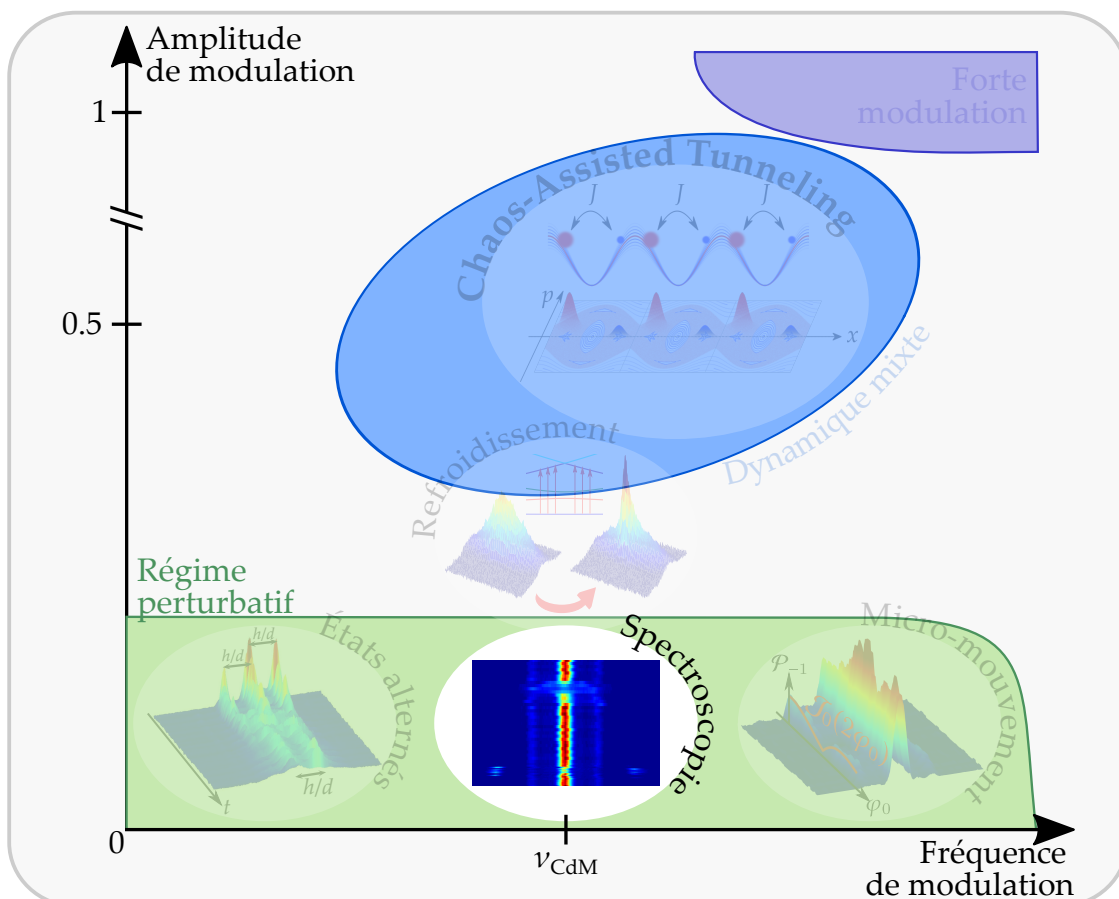 Amplitude
de modulation
1
0.5
0
Forte
modulation
Chaos-Assisted Tunneling
J
J
J
p
x
Dynamique mixte
Refroidissement
Régime
perturbatif
États alternés
h/d
h/d
h/d
t
Spectroscopie
Micro-mouvement
𝒫₋₁
φ₀
ν_CdM
Fréquence
de modulation